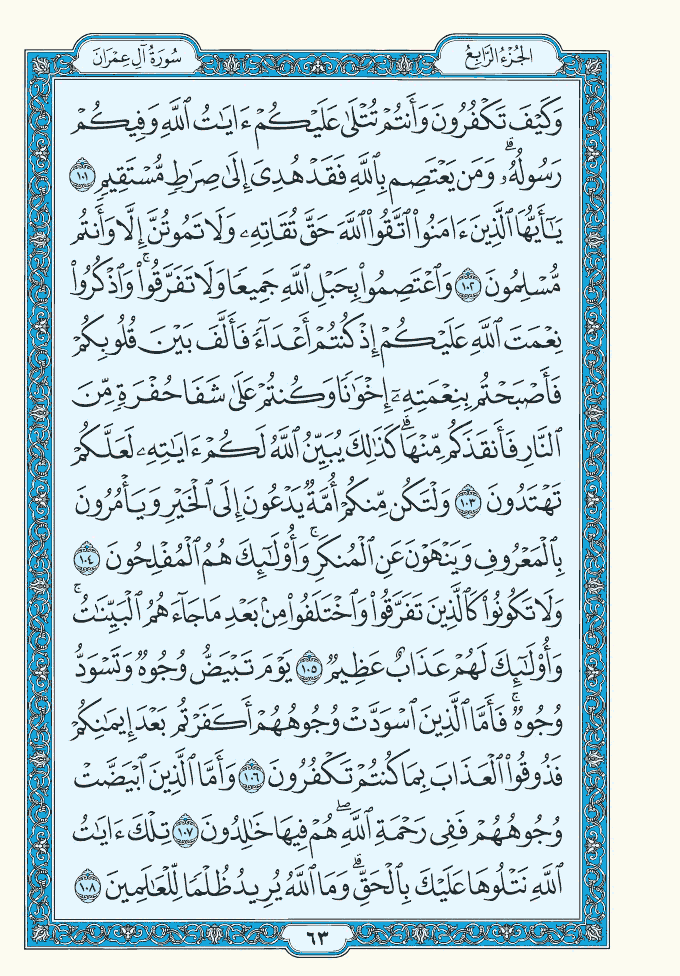 الجُزْءُ الرَّابِعُ
سُورَةُ آلِ عِمْرَان
وَكَيْفَ تَكْفُرُونَ وَأَنتُمْ تُتْلَىٰ عَلَيْكُمْ ءَايَٰتُ ٱللَّهِ وَفِيكُمْ
رَسُولُهُۥۗ وَمَن يَعْتَصِم بِٱللَّهِ فَقَدْ هُدِىَ إِلَىٰ صِرَٰطٍ مُّسْتَقِيمٍ ١٠١
يَٰٓأَيُّهَا ٱلَّذِينَ ءَامَنُوا۟ ٱتَّقُوا۟ ٱللَّهَ حَقَّ تُقَاتِهِۦ وَلَا تَمُوتُنَّ إِلَّا وَأَنتُم
مُّسْلِمُونَ ١٠٢ وَٱعْتَصِمُوا۟ بِحَبْلِ ٱللَّهِ جَمِيعًا وَلَا تَفَرَّقُوا۟ۚ وَٱذْكُرُوا۟
نِعْمَتَ ٱللَّهِ عَلَيْكُمْ إِذْ كُنتُمْ أَعْدَآءً فَأَلَّفَ بَيْنَ قُلُوبِكُمْ
فَأَصْبَحْتُم بِنِعْمَتِهِۦٓ إِخْوَٰنًا وَكُنتُمْ عَلَىٰ شَفَا حُفْرَةٍ مِّنَ
ٱلنَّارِ فَأَنقَذَكُم مِّنْهَاۗ كَذَٰلِكَ يُبَيِّنُ ٱللَّهُ لَكُمْ ءَايَٰتِهِۦ لَعَلَّكُمْ
تَهْتَدُونَ ١٠٣ وَلْتَكُن مِّنكُمْ أُمَّةٌ يَدْعُونَ إِلَى ٱلْخَيْرِ وَيَأْمُرُونَ
بِٱلْمَعْرُوفِ وَيَنْهَوْنَ عَنِ ٱلْمُنكَرِۚ وَأُو۟لَٰٓئِكَ هُمُ ٱلْمُفْلِحُونَ ١٠٤
وَلَا تَكُونُوا۟ كَٱلَّذِينَ تَفَرَّقُوا۟ وَٱخْتَلَفُوا۟ مِنۢ بَعْدِ مَا جَآءَهُمُ ٱلْبَيِّنَٰتُۚ
وَأُو۟لَٰٓئِكَ لَهُمْ عَذَابٌ عَظِيمٌ ١٠٥ يَوْمَ تَبْيَضُّ وُجُوهٌ وَتَسْوَدُّ
وُجُوهٌۚ فَأَمَّا ٱلَّذِينَ ٱسْوَدَّتْ وُجُوهُهُمْ أَكَفَرْتُم بَعْدَ إِيمَٰنِكُمْ
فَذُوقُوا۟ ٱلْعَذَابَ بِمَا كُنتُمْ تَكْفُرُونَ ١٠٦ وَأَمَّا ٱلَّذِينَ ٱبْيَضَّتْ
وُجُوهُهُمْ فَفِى رَحْمَةِ ٱللَّهِۖ هُمْ فِيهَا خَٰلِدُونَ ١٠٧ تِلْكَ ءَايَٰتُ
ٱللَّهِ نَتْلُوهَا عَلَيْكَ بِٱلْحَقِّۗ وَمَا ٱللَّهُ يُرِيدُ ظُلْمًا لِّلْعَٰلَمِينَ ١٠٨
٦٣